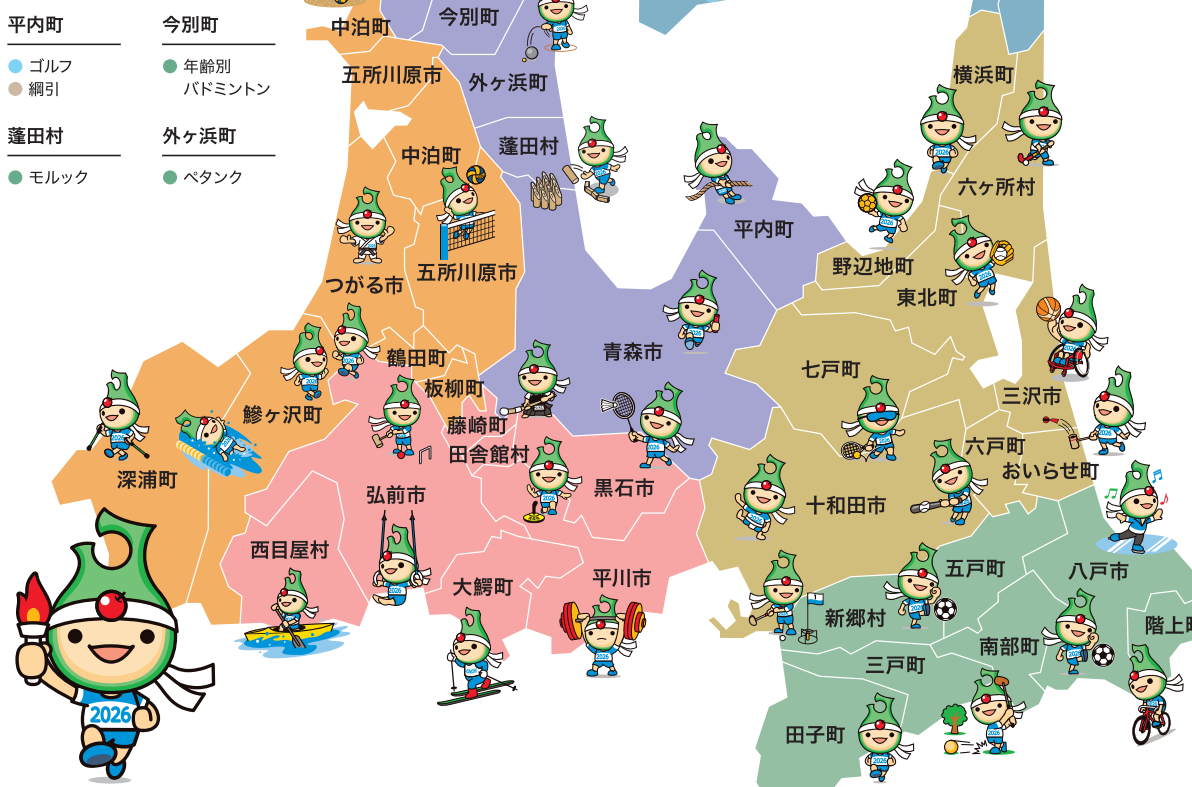 平内町
今別町
ゴルフ
綱引
年齢別
バドミントン
蓬田村
外ヶ浜町
モルック
ペタンク
中泊町
今別町
五所川原市
外ヶ浜町
横浜町
中泊町
蓬田村
六ヶ所村
平内町
五所川原市
野辺地町
つがる市
東北町
青森市
鶴田町
七戸町
板柳町
三沢市
鰺ヶ沢町
藤崎町
六戸町
田舎館村
おいらせ町
深浦町
黒石市
弘前市
十和田市
西目屋村
五戸町
八戸市
大鰐町
平川市
新郷村
階上町
南部町
三戸町
田子町
2026